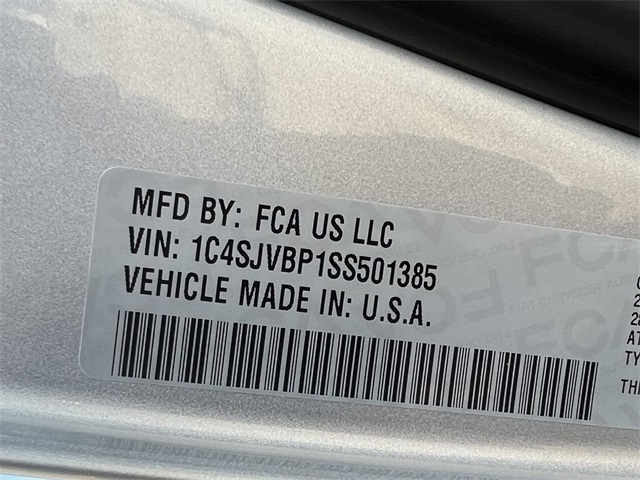 MFD BY: FCA US LLC
VIN: 1C4SJVBP1SS501385
VEHICLE MADE IN: U.S.A.